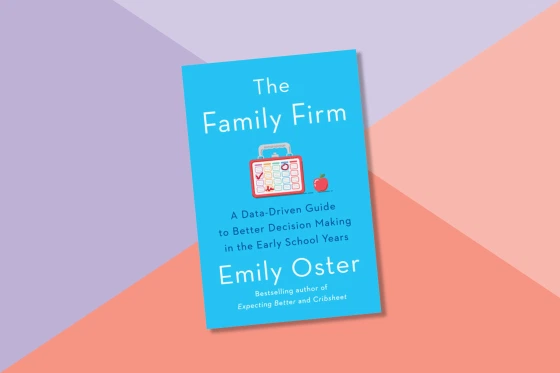 The
Family Firm
A Data-Driven Guide
to Better Decision Making
in the Early School Years
Emily Oster
Bestselling author of
Expecting Better and Cribsheet